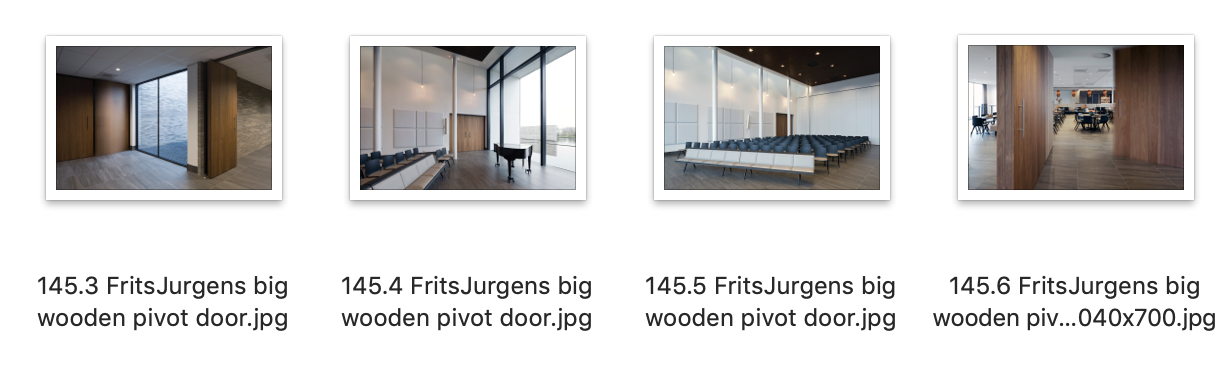 145.3 FritsJurgens big
wooden pivot door.jpg
145.4 FritsJurgens big
wooden pivot door.jpg
145.5 FritsJurgens big
wooden pivot door.jpg
145.6 FritsJurgens big
wooden piv...040x700.jpg